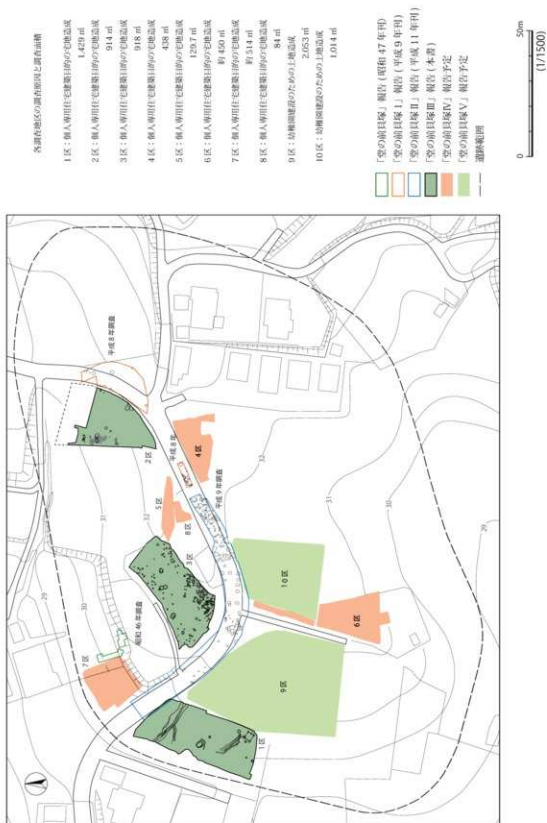 各調査地区の調査原因と調査面積
1区：個人専用住宅建築目的の宅地造成
1,429㎡
2区：個人専用住宅建築目的の宅地造成
914㎡
3区：個人専用住宅建築目的の宅地造成
918㎡
4区：個人専用住宅建築目的の宅地造成
438㎡
5区：個人専用住宅建築目的の宅地造成
129.7㎡
6区：個人専用住宅建築目的の宅地造成
約450㎡
7区：個人専用住宅建築目的の宅地造成
約514㎡
8区：個人専用住宅建築目的の宅地造成
84㎡
9区：幼稚園建設のための土地造成
2,053㎡
10区：幼稚園建設のための土地造成
1,014㎡
「堂の前貝塚」報告（昭和47年刊）
「堂の前貝塚Ⅰ」報告（平成9年刊）
「堂の前貝塚Ⅱ」報告（平成11年刊）
「堂の前貝塚Ⅲ」報告（本書）
「堂の前貝塚Ⅳ」報告予定
「堂の前貝塚Ⅴ」報告予定
遺跡範囲
0
50m
(1/1500)
平成8年調査
2区
平成8年
4区
平成9年調査
5区
8区
3区
昭和46年調査
7区
10区
6区
9区
1区
29
30
31
32
32
31
30
29